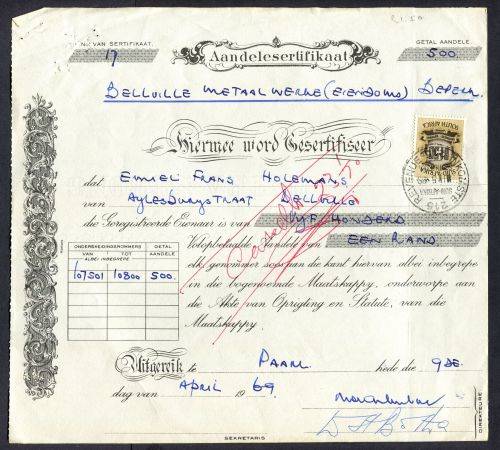 No. VAN SERTIFIKAAT.
17
Aandelesertifikaat
GETAL AANDELE.
500
BELLVILLE METAALWERKE (EIENDOMS) BEPERK.
Hiermee word Gesertifiseer
dat EMIEL FRANS HOLEMANS
van AYLESBURYSTRAAT BELLVILLE
die Geregistreerde Eienaar is van VYF HONDERD
Volopbetaalde Aandele van EEN RAND
elk genommer soos aan die kant hiervan albei inbegrepe
in die bogenoemde Maatskappy, onderworpe aan
die Akte van Oprigting en Statute, van die
Maatskappy.
ONDERSKEIDINGSNOMMERS
ALBEI INBEGREPE
GETAL AANDELE
VAN TOT
10501 10800 500.
Uitgereik te PAARL hede die 9DE
dag van APRIL 1969
DIREKTEURE
SEKRETARIS